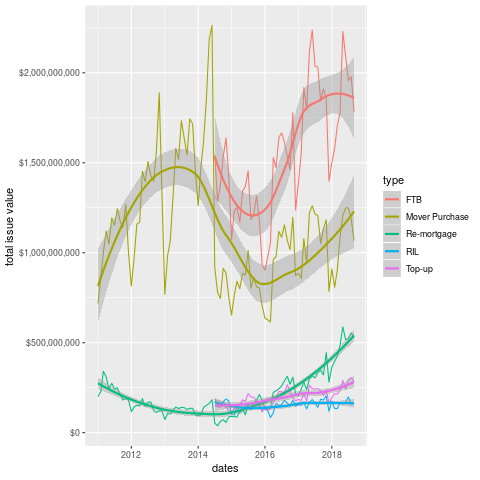 $2,000,000,000
$1,500,000,000
$1,000,000,000
$500,000,000
$0
total issue value
2012
2014
2016
2018
dates
type
FTB
Mover Purchase
Re-mortgage
RIL
Top-up